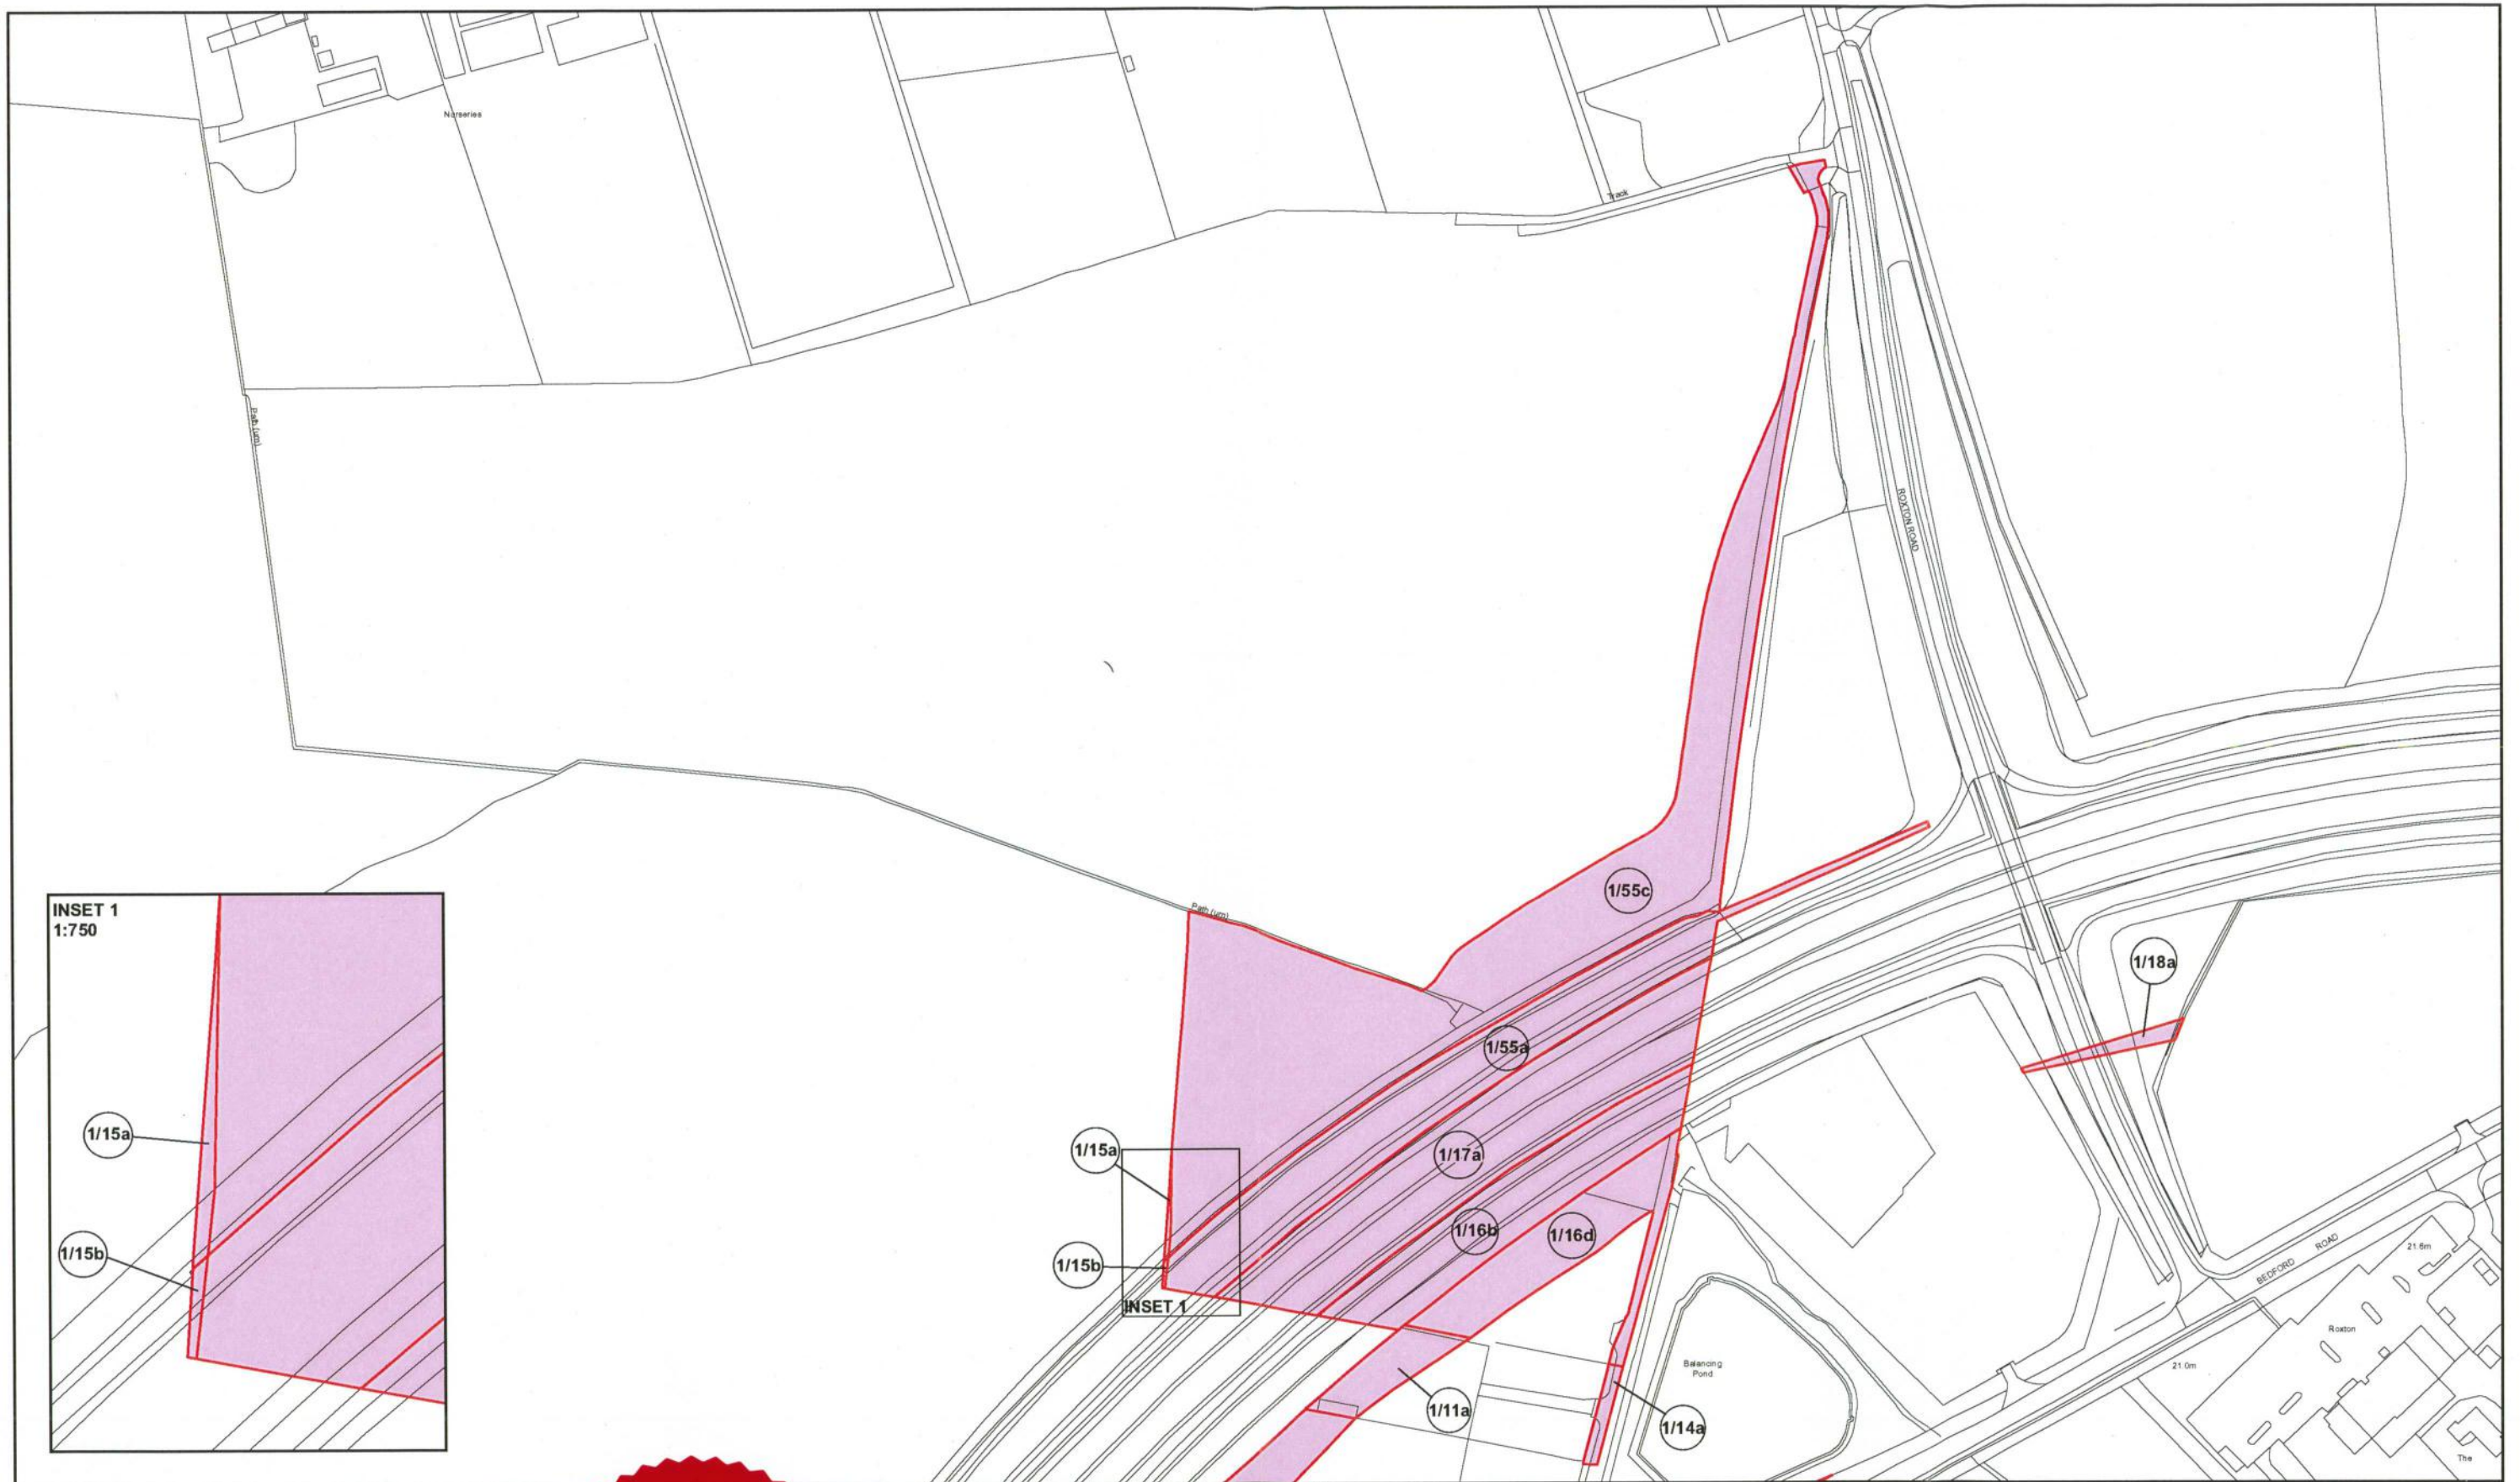 Nurseries
Track
Path (um)
ROXTON ROAD
1/55c
Path (um)
INSET 1
1:750
1/18a
1/55a
1/15a
1/15a
1/17a
1/16b
1/16d
1/15b
1/15b
INSET 1
BEDFORD ROAD
21.6m
Roxton
21.0m
Balancing
Pond
1/11a
1/14a
The